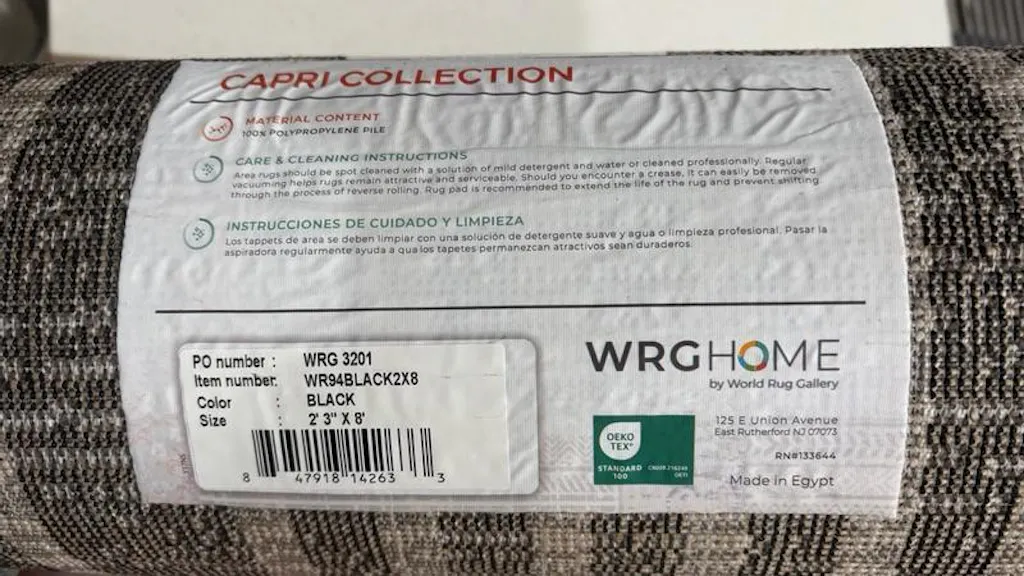 CAPRI COLLECTION
MATERIAL CONTENT
100% POLYPROPYLENE PILE
CARE & CLEANING INSTRUCTIONS
Area rugs should be spot cleaned with a solution of mild detergent and water or cleaned professionally. Regular
vacuuming helps rugs remain attractive and serviceable. Should you encounter a crease, it can easily be removed
through the process of reverse rolling. Rug pad is recommended to extend the life of the rug and prevent shifting.
INSTRUCCIONES DE CUIDADO Y LIMPIEZA
Los tappets de area se deben limpiar con una solución de detergente suave y agua o limpieza profesional. Pasar la
aspiradora regularmente ayuda a que los tapetes permanezcan atractivos sean duraderos.
PO number : WRG 3201
Item number: WR94BLACK2X8
Color : BLACK
Size : 2' 3" X 8'
8 47918 14263 3
WRGHOME
by World Rug Gallery
OEKO
TEX®
STANDARD
100
OETI
125 E Union Avenue
East Rutherford NJ 07073
RN#133644
Made in Egypt